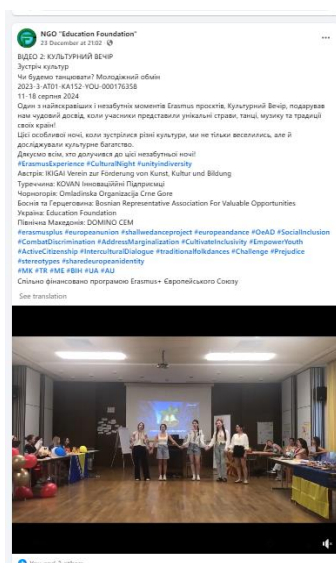 NGO "Education Foundation"
23 December at 21:02
ВІДЕО 2: КУЛЬТУРНИЙ ВЕЧІР
Зустріч культур
Чи будемо танцювати? Молодіжний обмін
2023-3-AT01-KA152-YOU-000176358
11-18 серпня 2024
Один з найяскравіших і незабутніх моментів Erasmus проєктів, Культурний Вечір, подарував
нам чудовий досвід, коли учасники представили унікальні страви, танці, музику та традиції
своїх країн!
Цієї особливої ночі, коли зустрілися різні культури, ми не тільки веселились, але й
досліджували культурне багатство.
Дякуємо всім, хто долучився до цієї незабутньої ночі!
#ErasmusExperience #CulturalNight #unityindiversity
Австрія: IKIGAI Verein zur Förderung von Kunst, Kultur und Bildung
Туреччина: KOVAN Інноваціййні Підприємці
Чорногорія: Omladinska Organizacija Crne Gore
Боснія та Герцеговина: Bosnian Representative Association For Valuable Opportunities
Україна: Education Foundation
Північна Македонія: DOMINO CEM
#erasmusplus #europeanunion #shallwedanceproject #europeandance #OeAD #SocialInclusion
#CombatDiscrimination #AddressMarginalization #CultivateInclusivity #EmpowerYouth
#ActiveCitizenship #InterculturalDialogue #traditionalfolkdances #Challenge #Prejudice
#stereotypes #sharedeuropeanidentity
#MK #TR #ME #BIH #UA #AU
Спільно фінансовано програмою Erasmus+ Європейського Союзу
See translation